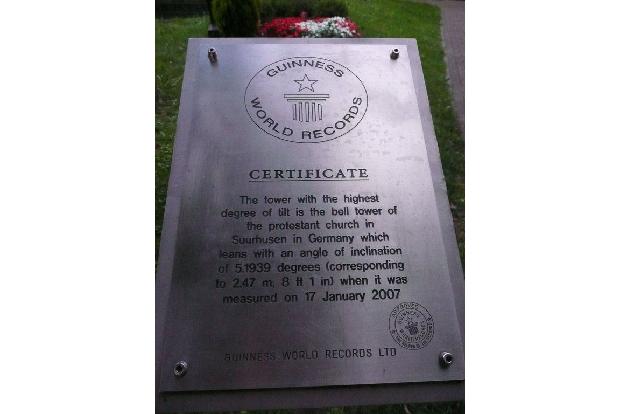 GUINNESS
WORLD RECORDS
CERTIFICATE
The tower with the highest
degree of tilt is the bell tower of
the protestant church in
Suurhusen in Germany which
leans with an angle of inclination
of 5.1939 degrees (corresponding
to 2.47 m, 8 ft 1 in) when it was
measured on 17 January 2007
GUINNESS WORLD RECORDS LTD